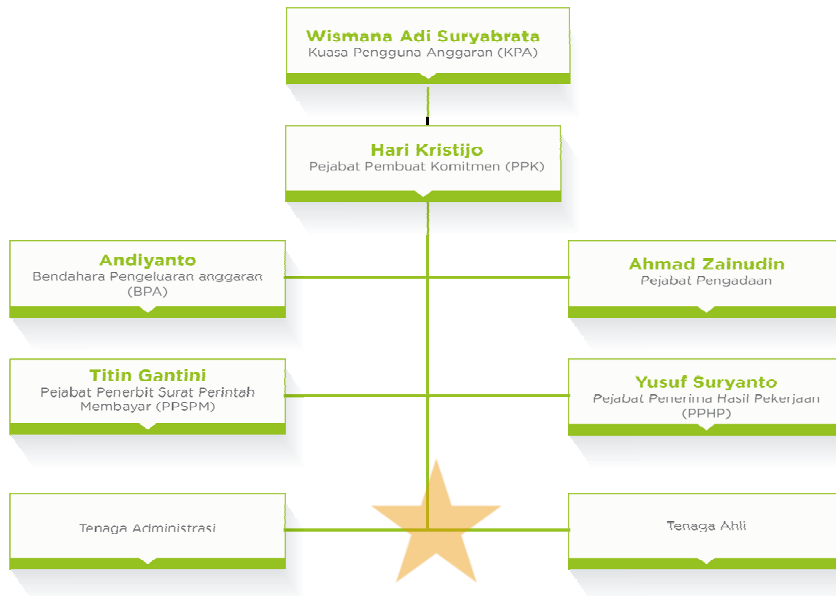 Wismana Adi Suryabrata
Kuasa Pengguna Anggaran (KPA)
Hari Kristijo
Pejabat Pembuat Komitmen (PPK)
Andiyanto
Bendahara Pengeluaran anggaran
(BPA)
Ahmad Zainudin
Pejabat Pengadaan
Titin Gantini
Pejabat Penerbit Surat Perintah
Membayar (PPSPM)
Yusuf Suryanto
Pejabat Penerima Hasil Pekerjaan
(PPHP)
Tenaga Administrasi
Tenaga Ahli